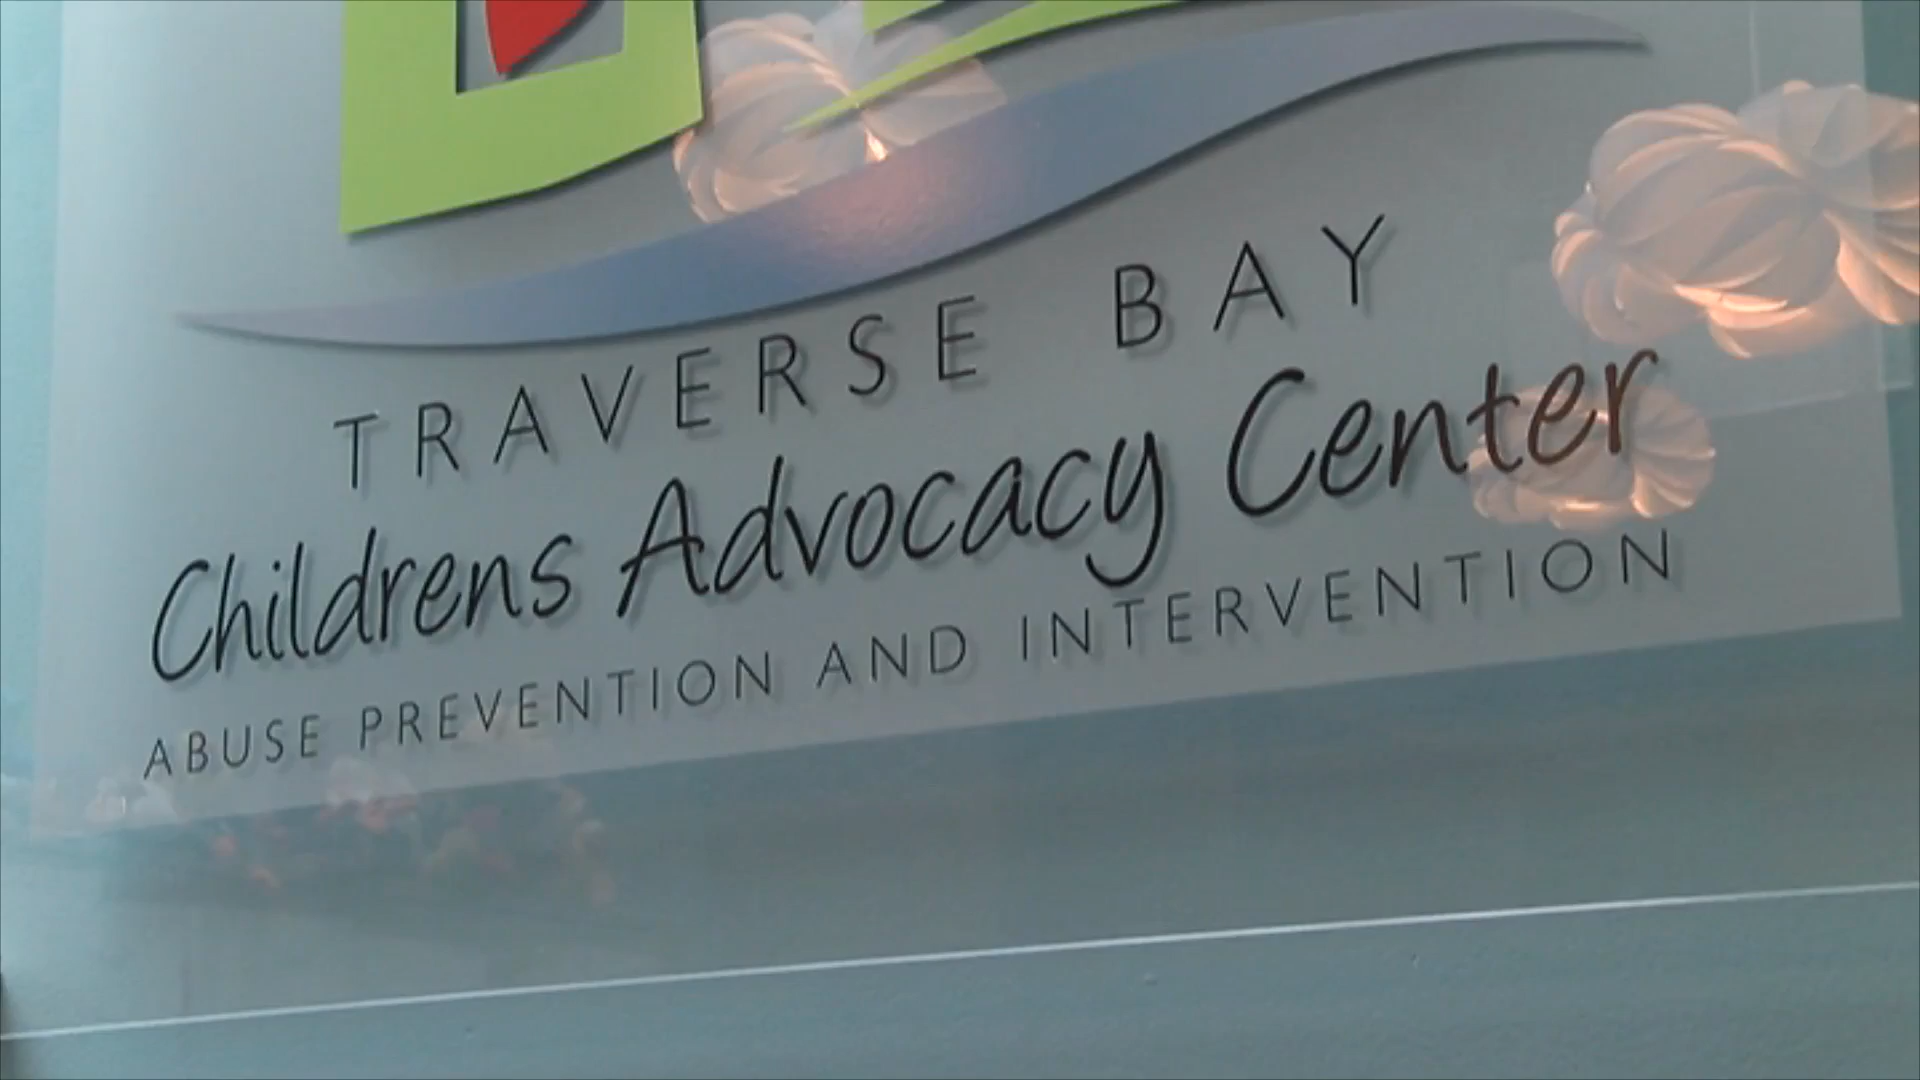 TRAVERSE BAY
Childrens Advocacy Center
ABUSE PREVENTION AND INTERVENTION